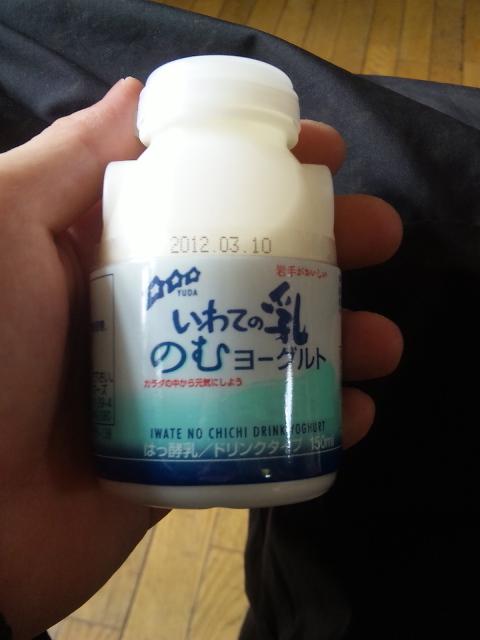 2012.03.10
岩手がおいしい
YUDA
いわての乳
のむヨーグルト
カラダの中から元気にしよう
IWATE NO CHICHI DRINK YOGHURT
はっ酵乳/ドリンクタイプ 150ml